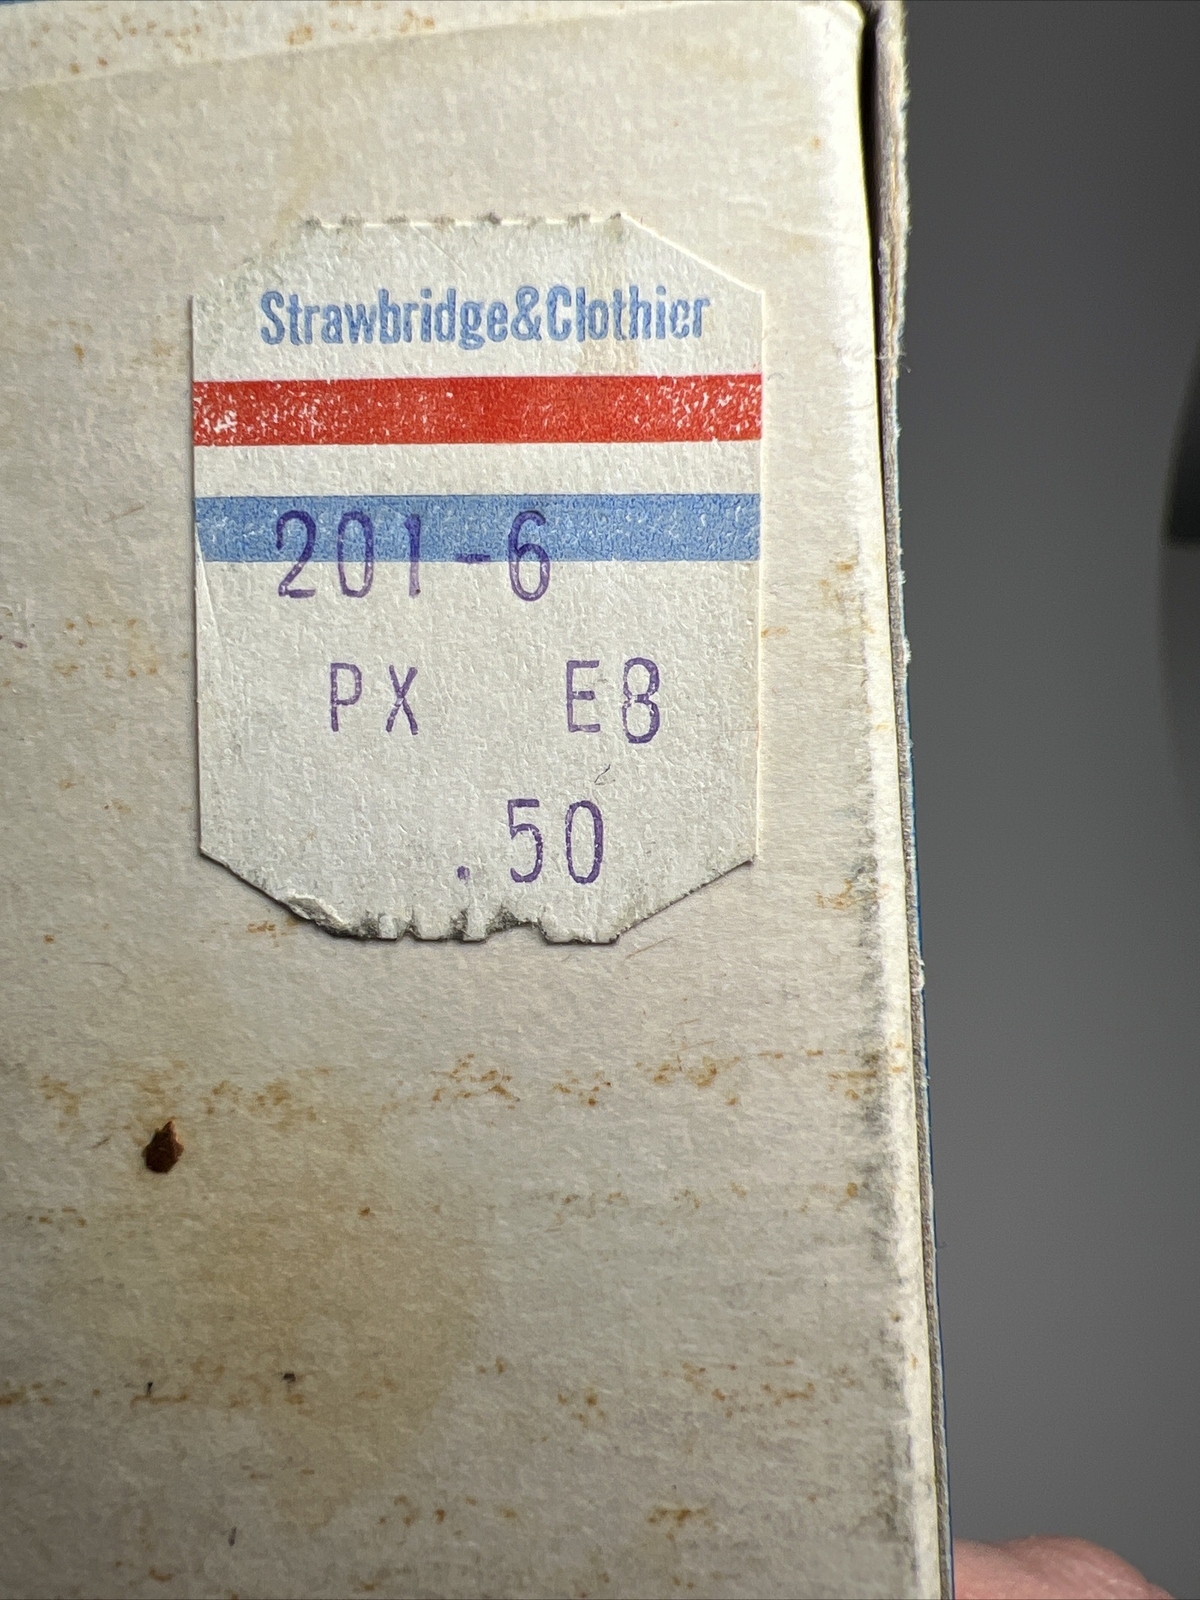 Strawbridge&Clothier
201-6
PX E8
.50